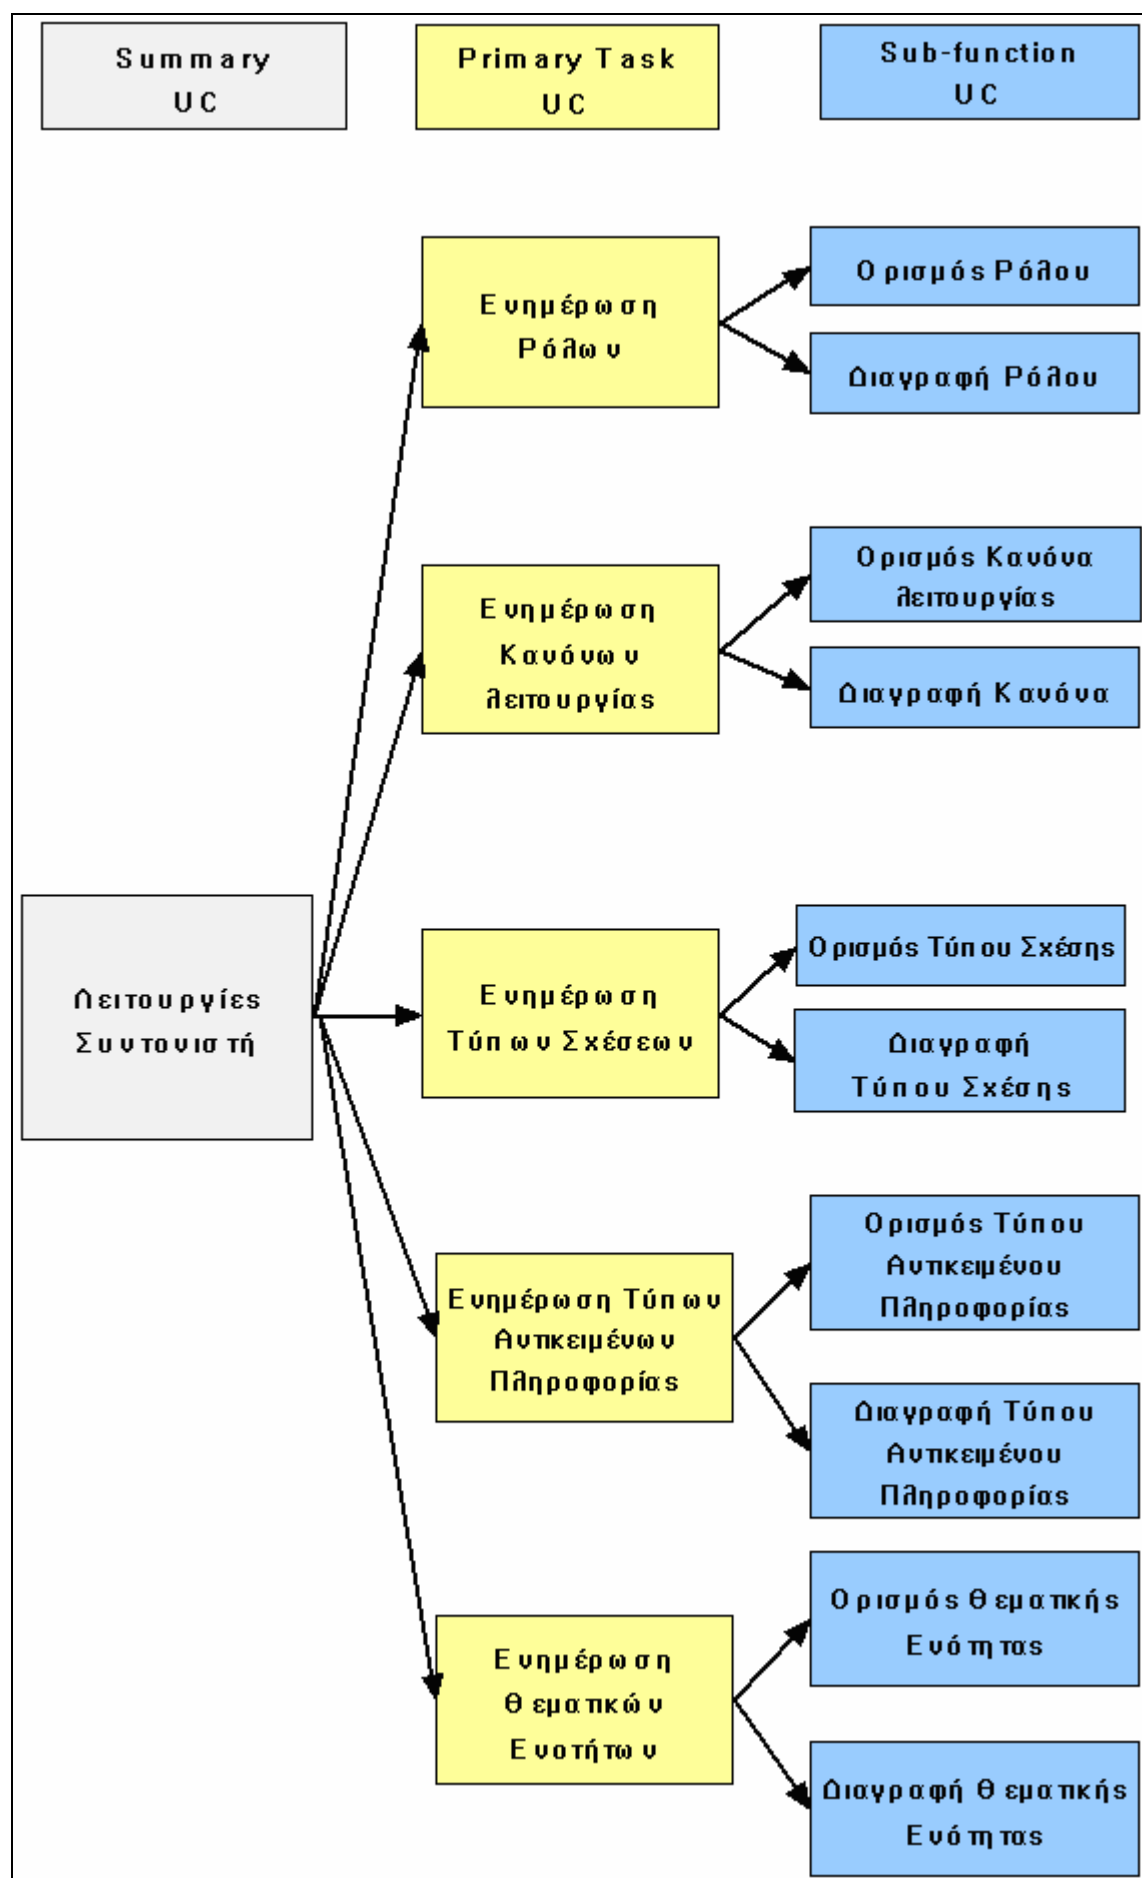 Summary
UC
Primary Task
UC
Sub-function
UC
Ενημέρωση
Ρόλων
Ορισμός Ρόλου
Διαγραφή Ρόλου
Ενημέρωση
Κανόνων
λειτουργίας
Ορισμός Κανόνα
λειτουργίας
Διαγραφή Κανόνα
Λειτουργίες
Συντονιστή
Ενημέρωση
Τύπων Σχέσεων
Ορισμός Τύπου Σχέσης
Διαγραφή
Τύπου Σχέσης
Ενημέρωση Τύπων
Αντικειμένων
Πληροφορίας
Ορισμός Τύπου
Αντικειμένου
Πληροφορίας
Διαγραφή Τύπου
Αντικειμένου
Πληροφορίας
Ενημέρωση
Θεματικών
Ενοτήτων
Ορισμός Θεματικής
Ενότητας
Διαγραφή Θεματικής
Ενότητας